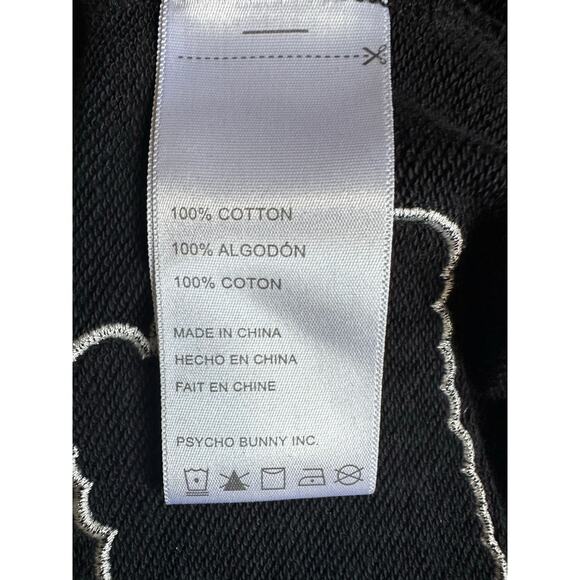 100% COTTON
100% ALGODÓN
100% COTON
MADE IN CHINA
HECHO EN CHINA
FAIT EN CHINE
PSYCHO BUNNY INC.